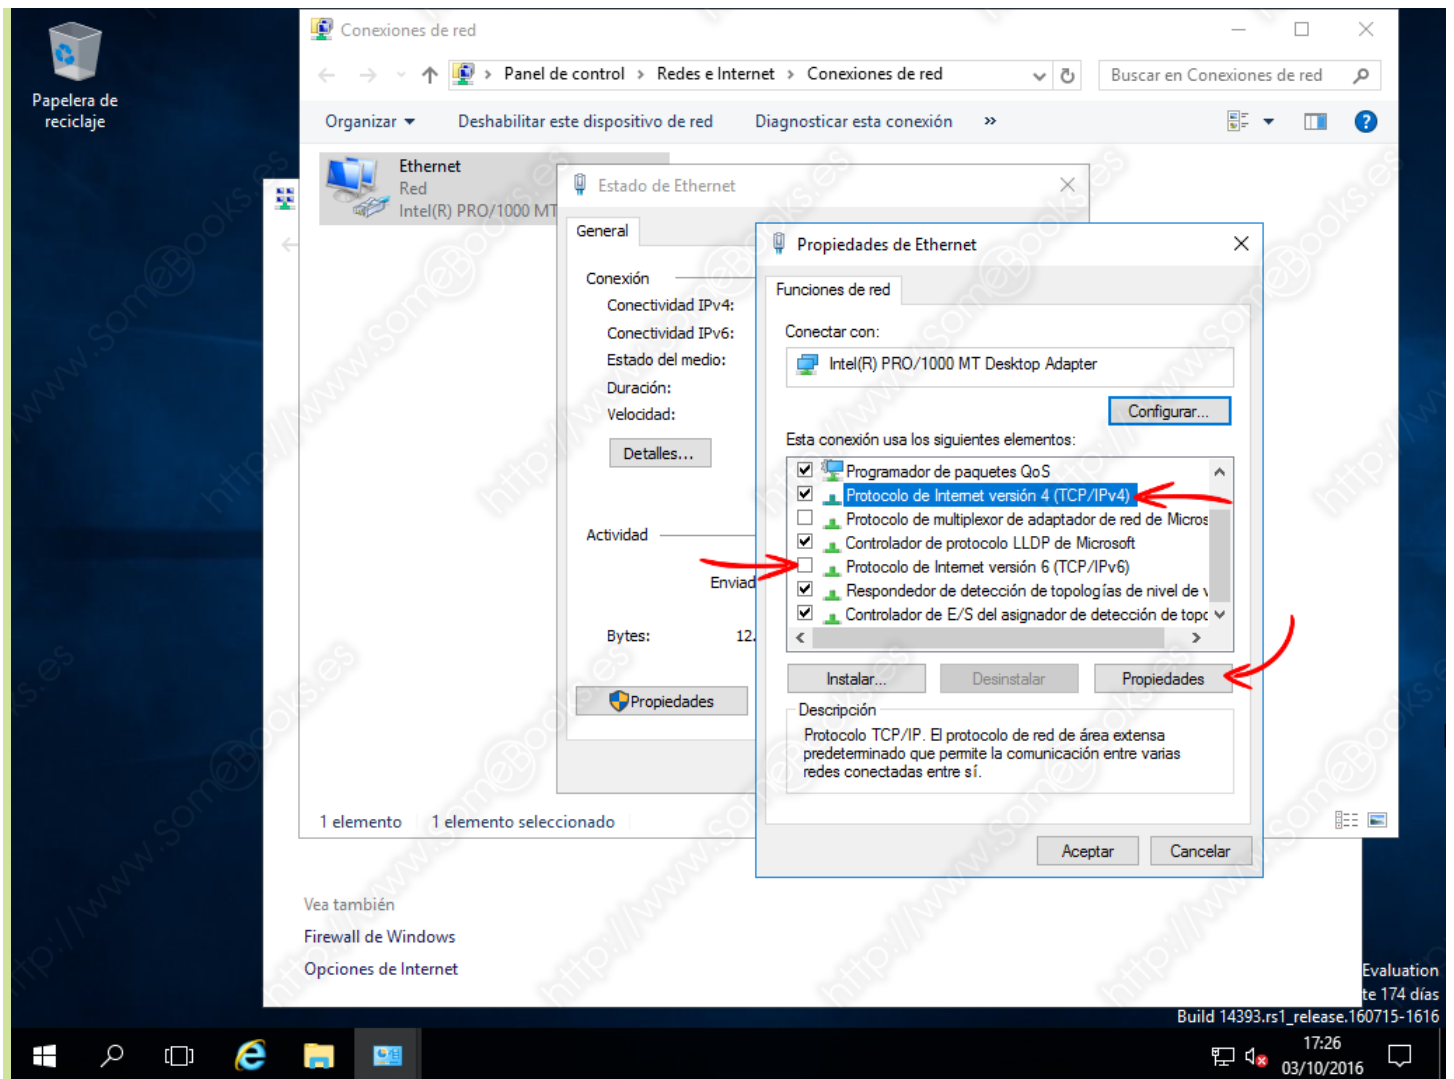 Papelera de
reciclaje
Conexiones de red
Panel de control > Redes e Internet > Conexiones de red
Buscar en Conexiones de red
Organizar
Deshabilitar este dispositivo de red
Diagnosticar esta conexión
»
Ethernet
Red
Intel(R) PRO/1000 MT
Estado de Ethernet
General
Conexión
Conectividad IPv4:
Conectividad IPv6:
Estado del medio:
Duración:
Velocidad:
Detalles...
Actividad
Enviad
Bytes: 12.
Propiedades
Propiedades de Ethernet
Funciones de red
Conectar con:
Intel(R) PRO/1000 MT Desktop Adapter
Configurar...
Esta conexión usa los siguientes elementos:
Programador de paquetes QoS
Protocolo de Internet versión 4 (TCP/IPv4)
Protocolo de multiplexor de adaptador de red de Micros
Controlador de protocolo LLDP de Microsoft
Protocolo de Internet versión 6 (TCP/IPv6)
Respondedor de detección de topologías de nivel de v
Controlador de E/S del asignador de detección de topo
Instalar...
Desinstalar
Propiedades
Descripción
Protocolo TCP/IP. El protocolo de red de área extensa
predeterminado que permite la comunicación entre varias
redes conectadas entre sí.
Aceptar
Cancelar
1 elemento
1 elemento seleccionado
Vea también
Firewall de Windows
Opciones de Internet
Evaluation
te 174 días
Build 14393.rs1_release.160715-1616
17:26
03/10/2016
http://www.SomeBooks.es